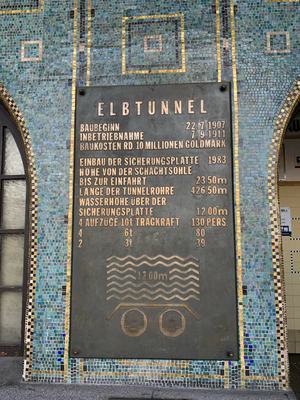 ELBTUNNEL
BAUBEGINN 22.7.1907
INBETRIEBNAHME 7.9.1911
BAUKOSTEN RD. 10 MILLIONEN GOLDMARK
EINBAU DER SICHERUNGSPLATTE 1983
HÖHE VON DER SCHACHTSOHLE
BIS ZUR EINFAHRT 23.50m
LÄNGE DER TUNNELROHRE 426.50m
WASSERHÖHE ÜBER DER
SICHERUNGSPLATTE 12.00m
4 AUFZÜGE 10t TRAGKRAFT 130 PERS
4 6t 80
2 3t 39
12.00m